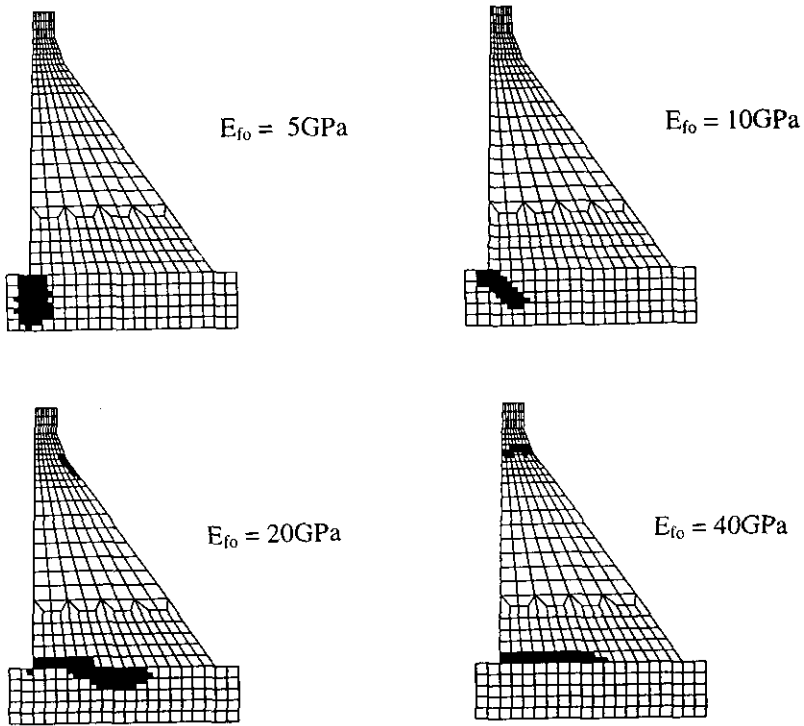 E_fo = 5GPa
E_fo = 10GPa
E_fo = 20GPa
E_fo = 40GPa